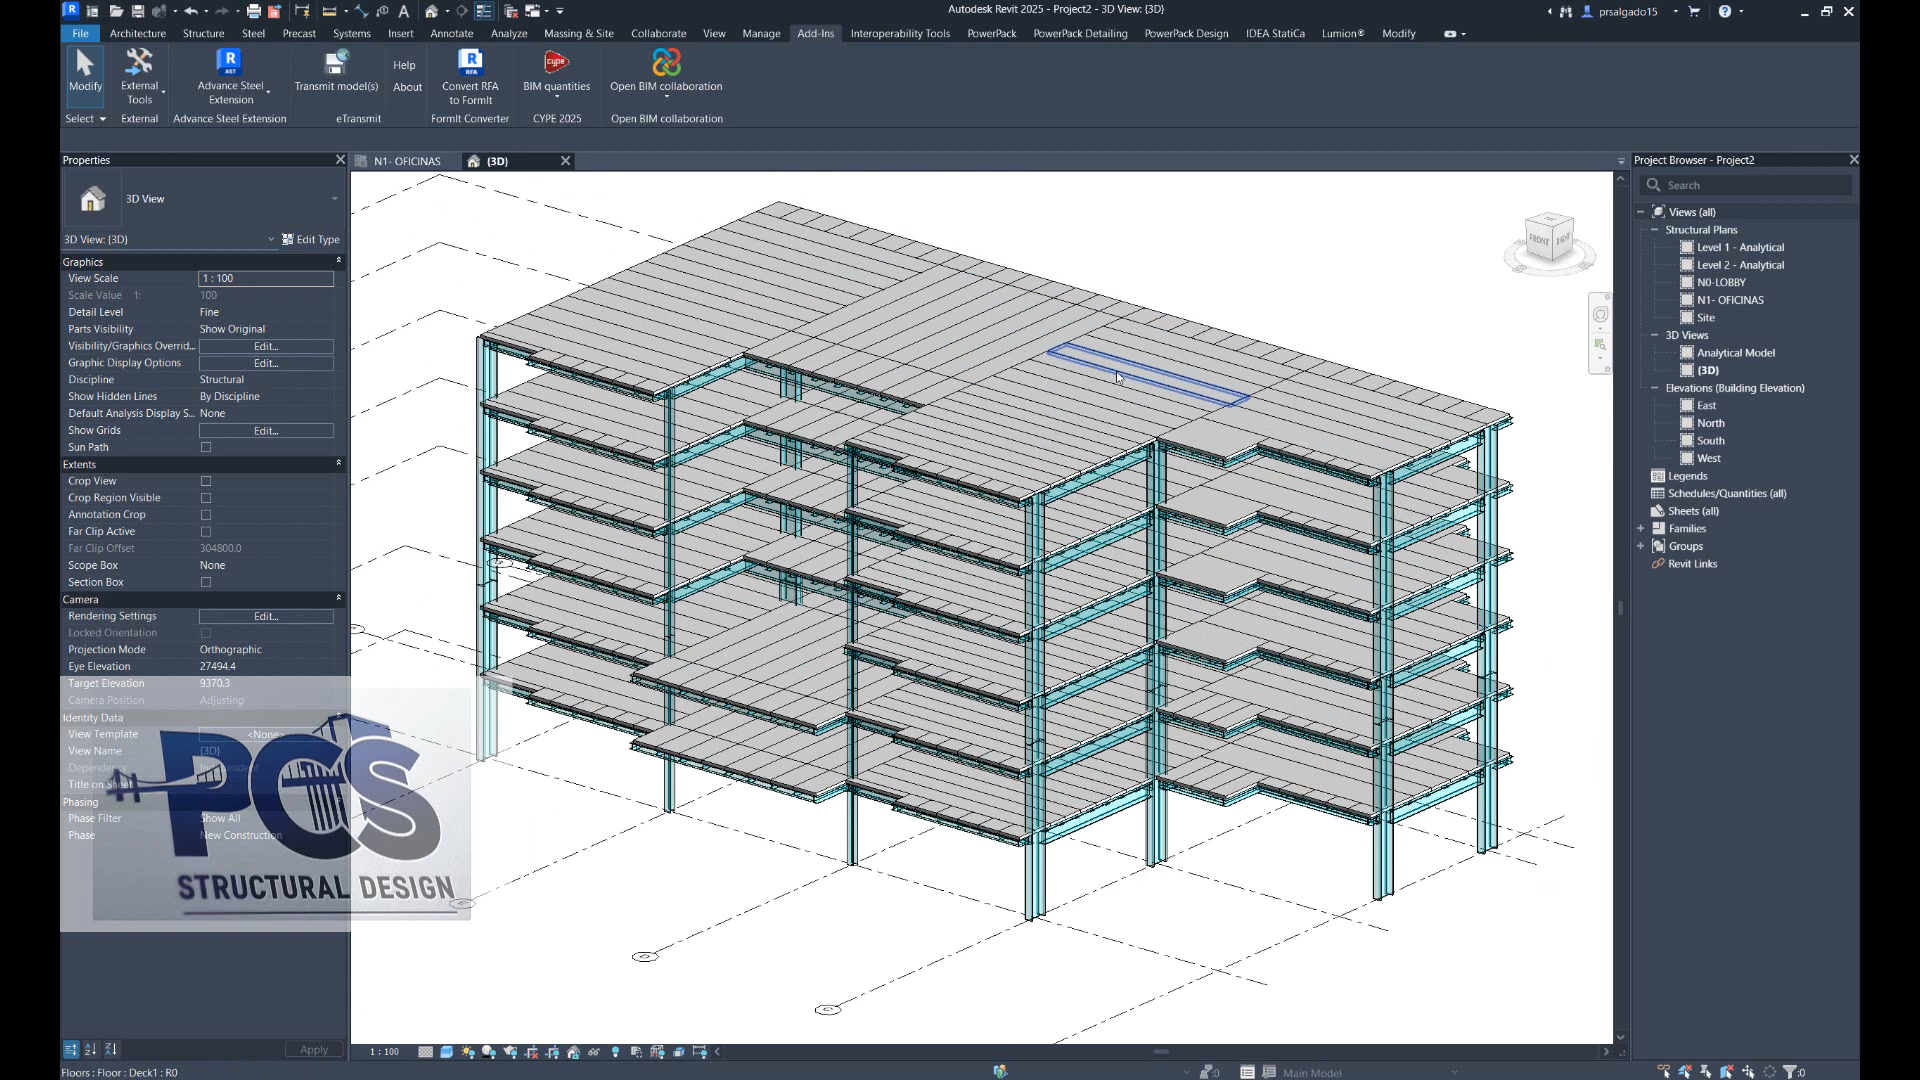 Autodesk Revit 2025 - Project2 - 3D View: {3D}
prsalgado15
File Architecture Structure Steel Precast Systems Insert Annotate Analyze Massing & Site Collaborate View Manage Add-Ins Interoperability Tools PowerPack PowerPack Detailing PowerPack Design IDEA StatiCa Lumion® Modify
Modify
External
Tools
Advance Steel
Extension
Transmit model(s)
Help
About
Convert RFA
to FormIt
BIM quantities
Open BIM collaboration
Select External Advance Steel Extension eTransmit FormIt Converter CYPE 2025 Open BIM collaboration
Properties
N1- OFICINAS
{3D}
Project Browser - Project2
3D View
3D View: {3D}
Edit Type
Graphics
View Scale 1 : 100
Scale Value 1: 100
Detail Level Fine
Parts Visibility Show Original
Visibility/Graphics Overrid... Edit...
Graphic Display Options Edit...
Discipline Structural
Show Hidden Lines By Discipline
Default Analysis Display S... None
Show Grids Edit...
Sun Path
Extents
Crop View
Crop Region Visible
Annotation Crop
Far Clip Active
Far Clip Offset 304800.0
Scope Box None
Section Box
Camera
Rendering Settings Edit...
Locked Orientation
Projection Mode Orthographic
Eye Elevation 27494.4
Target Elevation 9370.3
Camera Position Adjusting
Identity Data
View Template <None>
View Name {3D}
Title on
Phasing
Phase Filter Show All
Phase New Construction
PCS
STRUCTURAL DESIGN
Apply
FRONT
RIGHT
Search
Views (all)
Structural Plans
Level 1 - Analytical
Level 2 - Analytical
N0-LOBBY
N1- OFICINAS
Site
3D Views
Analytical Model
{3D}
Elevations (Building Elevation)
East
North
South
West
Legends
Schedules/Quantities (all)
Sheets (all)
Families
Groups
Revit Links
1 : 100
Floors : Floor : Deck1 : R0
:0
Main Model
:0